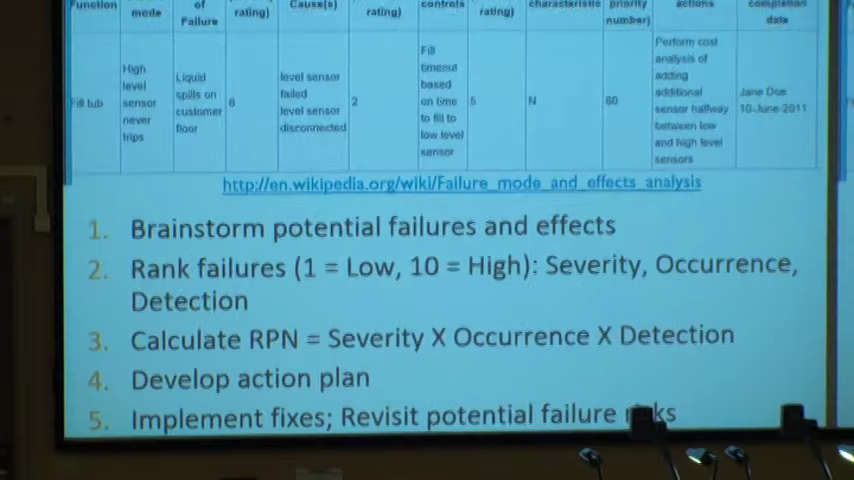 Function
mode
of
Failure
rating)
Cause(s)
rating)
controls
rating)
characteristic
priority
number)
actions
completion
date
Fill tub
High
level
sensor
never
trips
Liquid
spills on
customer
floor
8
level sensor
failed
level sensor
disconnected
2
Fill
timeout
based
on time
to fill to
low level
sensor
5
N
80
Perform cost
analysis of
adding
additional
sensor halfway
between low
and high level
sensors
Jane Doe
10-June-2011
http://en.wikipedia.org/wiki/Failure_mode_and_effects_analysis
1. Brainstorm potential failures and effects
2. Rank failures (1 = Low, 10 = High): Severity, Occurrence,
Detection
3. Calculate RPN = Severity X Occurrence X Detection
4. Develop action plan
5. Implement fixes; Revisit potential failure risks